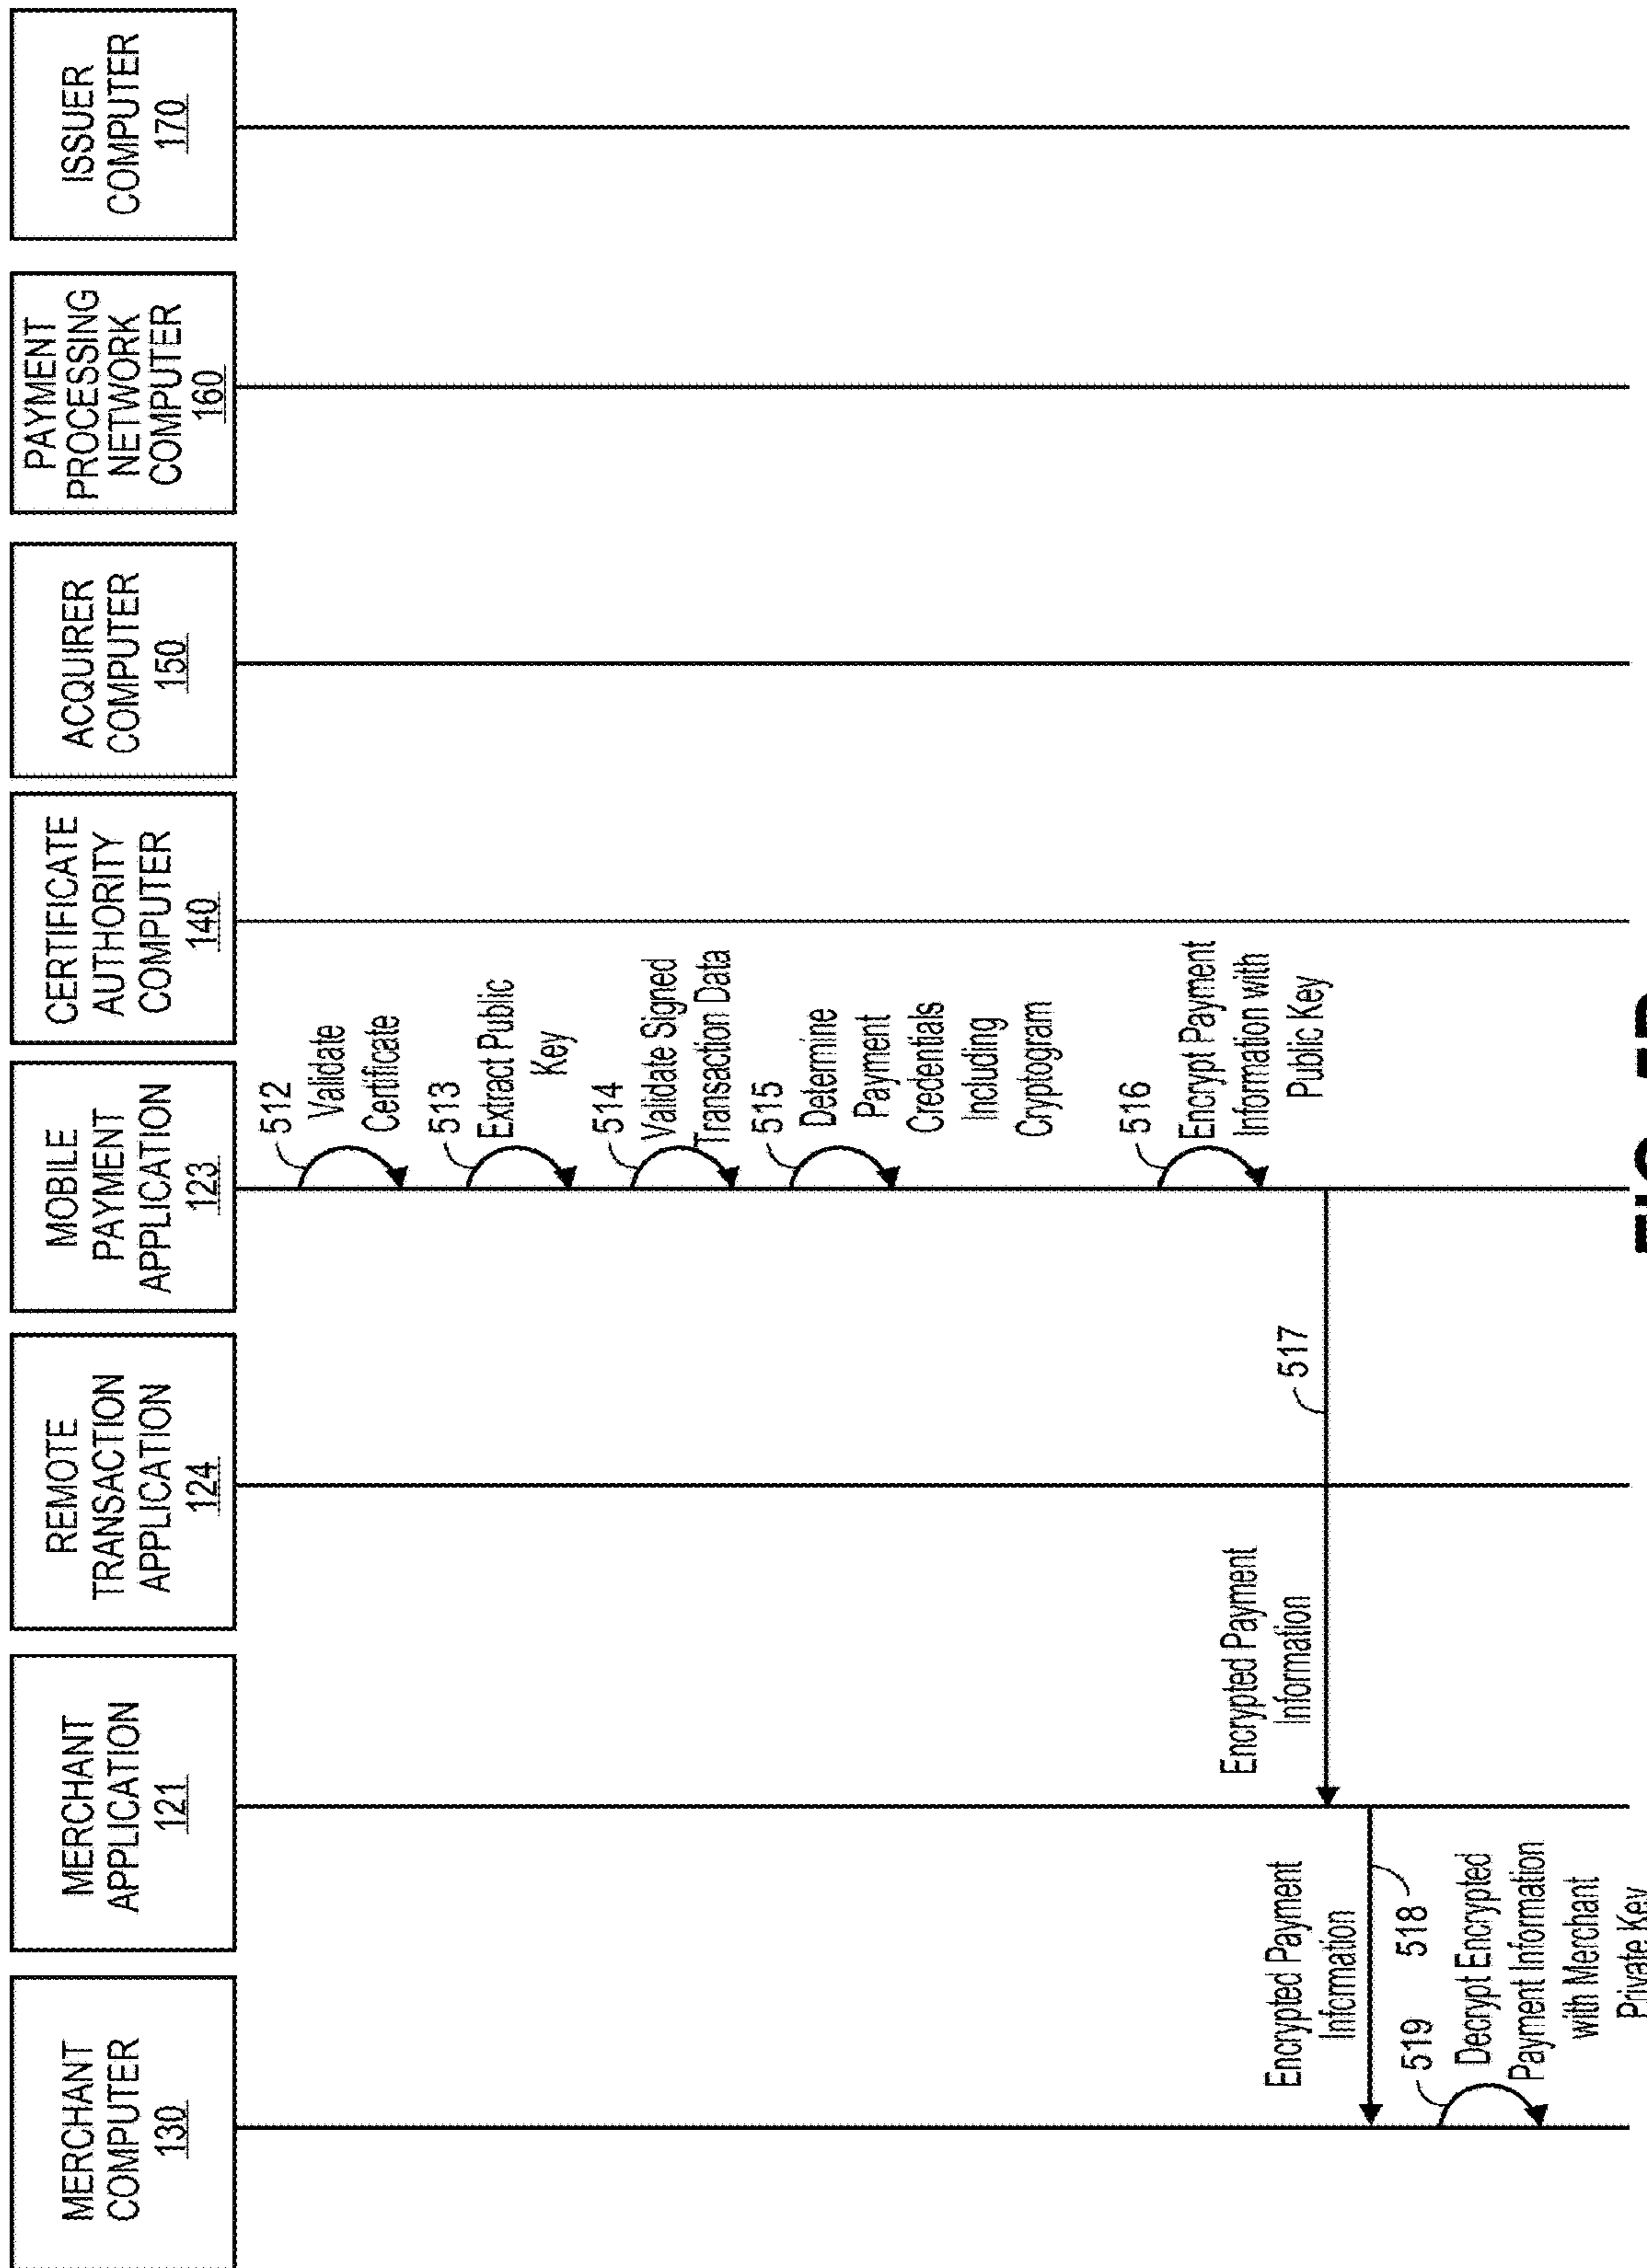 MERCHANT
COMPUTER
130
MERCHANT
APPLICATION
121
REMOTE
TRANSACTION
APPLICATION
124
MOBILE
PAYMENT
APPLICATION
123
CERTIFICATE
AUTHORITY
COMPUTER
140
ACQUIRER
COMPUTER
150
PAYMENT
PROCESSING
NETWORK
COMPUTER
160
ISSUER
COMPUTER
170
512
Validate
Certificate
513
Extract Public
Key
514
Validate Signed
Transaction Data
515
Determine
Payment
Credentials
Including
Cryptogram
516
Encrypt Payment
Information with
Public Key
517
Encrypted Payment
Information
Encrypted Payment
Information
518
519
Decrypt Encrypted
Payment Information
with Merchant
Private Key